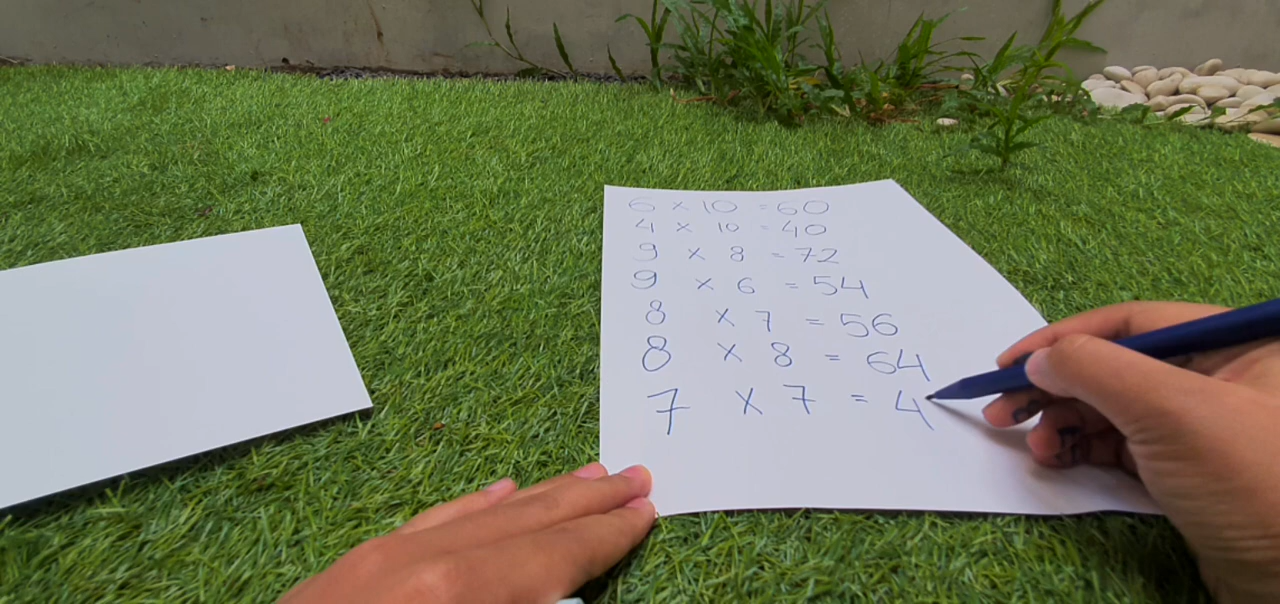 6 × 10 = 60
4 × 10 = 40
9 × 8 = 72
9 × 6 = 54
8 × 7 = 56
8 × 8 = 64
7 × 7 = 4